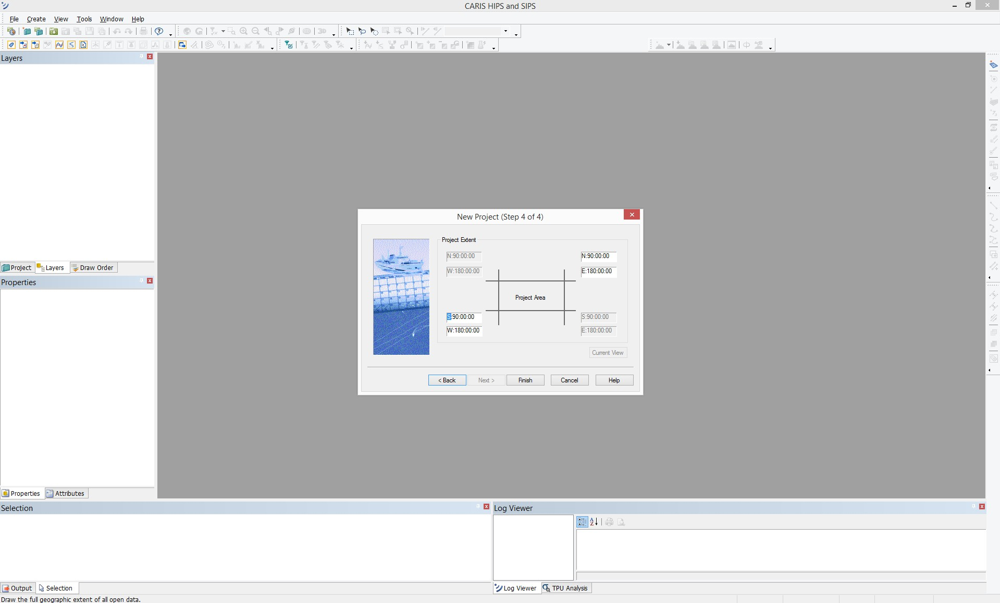 CARIS HIPS and SIPS
File Create View Tools Window Help
3D
Layers
Project Layers Draw Order
Properties
Properties Attributes
New Project (Step 4 of 4)
Project Extent
N:90:00:00 N:90:00:00
W:180:00:00 E:180:00:00
Project Area
S:90:00:00 S:90:00:00
W:180:00:00 E:180:00:00
Current View
< Back Next > Finish Cancel Help
Selection
Log Viewer
Output Selection
Log Viewer TPU Analysis
Draw the full geographic extent of all open data.